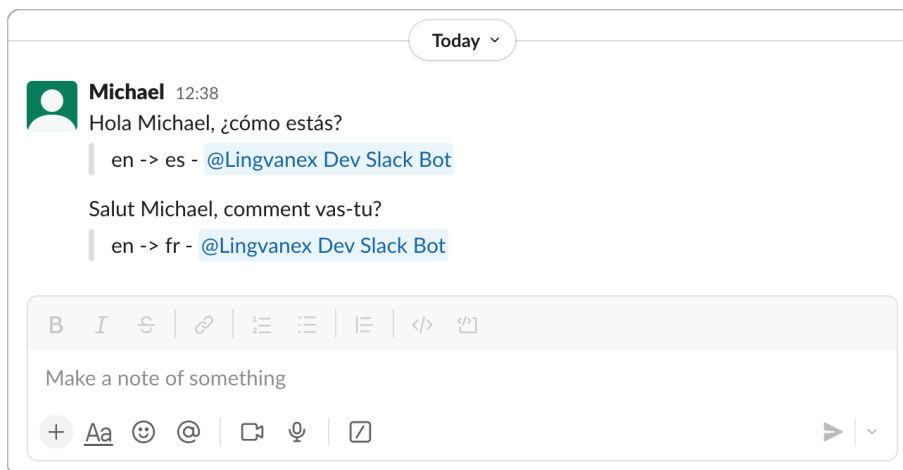 Today
Michael 12:38
Hola Michael, ¿cómo estás?
en -> es - @Lingvanex Dev Slack Bot
Salut Michael, comment vas-tu?
en -> fr - @Lingvanex Dev Slack Bot
B I S
Make a note of something
Aa